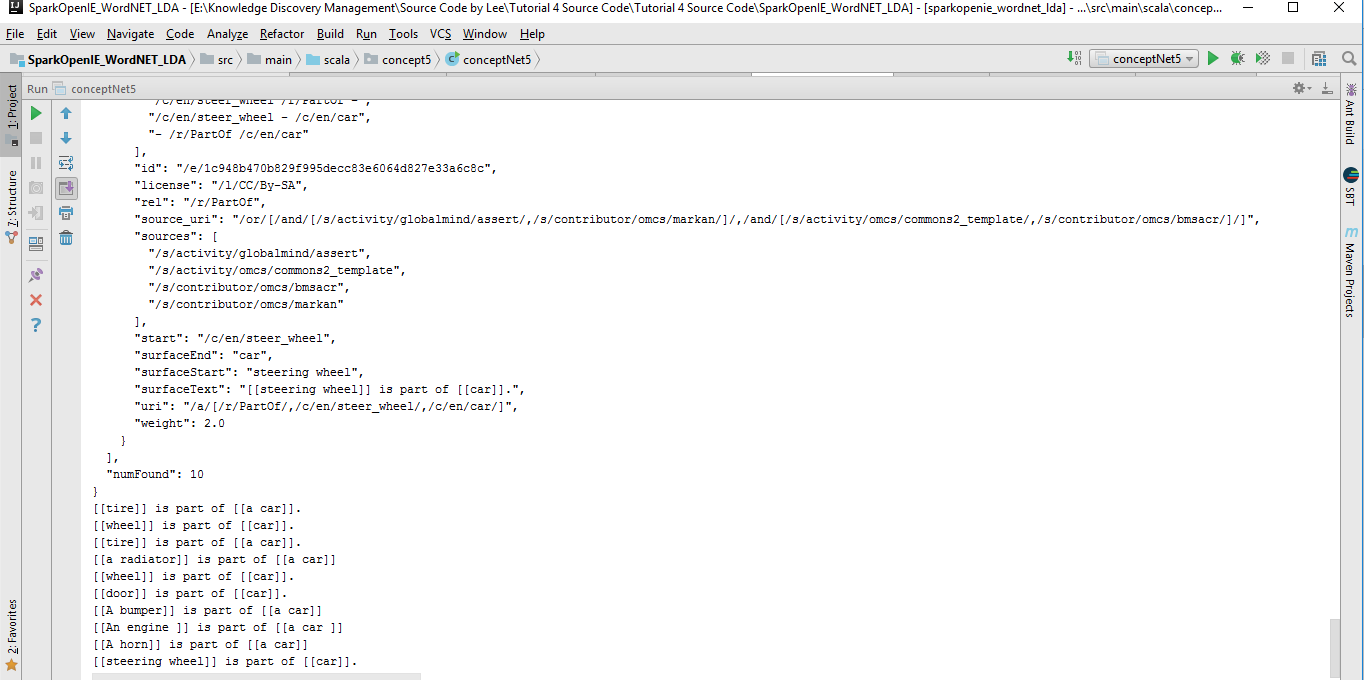 SparkOpenIE_WordNET_LDA - [E:\Knowledge Discovery Management\Source Code by Lee\Tutorial 4 Source Code\Tutorial 4 Source Code\SparkOpenIE_WordNET_LDA] - [sparkopenie_wordnet_lda] - ...\src\main\scala\concep...
File Edit View Navigate Code Analyze Refactor Build Run Tools VCS Window Help
SparkOpenIE_WordNET_LDA src main scala concept5 conceptNet5 conceptNet5
Run conceptNet5
1: Project
7: Structure
2: Favorites
Ant Build
SBT
m Maven Projects
"/c/en/steer_wheel /r/PartOf -",
"/c/en/steer_wheel - /c/en/car",
"- /r/PartOf /c/en/car"
],
"id": "/e/1c948b470b829f995decc83e6064d827e33a6c8c",
"license": "/l/CC/By-SA",
"rel": "/r/PartOf",
"source_uri": "/or/[/and/[/s/activity/globalmind/assert/,/s/contributor/omcs/markan/]/,/and/[/s/activity/omcs/commons2_template/,/s/contributor/omcs/bmsacr/]/]",
"sources": [
"/s/activity/globalmind/assert",
"/s/activity/omcs/commons2_template",
"/s/contributor/omcs/bmsacr",
"/s/contributor/omcs/markan"
],
"start": "/c/en/steer_wheel",
"surfaceEnd": "car",
"surfaceStart": "steering wheel",
"surfaceText": "[[steering wheel]] is part of [[car]].",
"uri": "/a/[/r/PartOf/,/c/en/steer_wheel/,/c/en/car/]",
"weight": 2.0
}
],
"numFound": 10
}
[[tire]] is part of [[a car]].
[[wheel]] is part of [[car]].
[[tire]] is part of [[a car]].
[[a radiator]] is part of [[a car]]
[[wheel]] is part of [[car]].
[[door]] is part of [[car]].
[[A bumper]] is part of [[a car]]
[[An engine ]] is part of [[a car ]]
[[A horn]] is part of [[a car]]
[[steering wheel]] is part of [[car]].